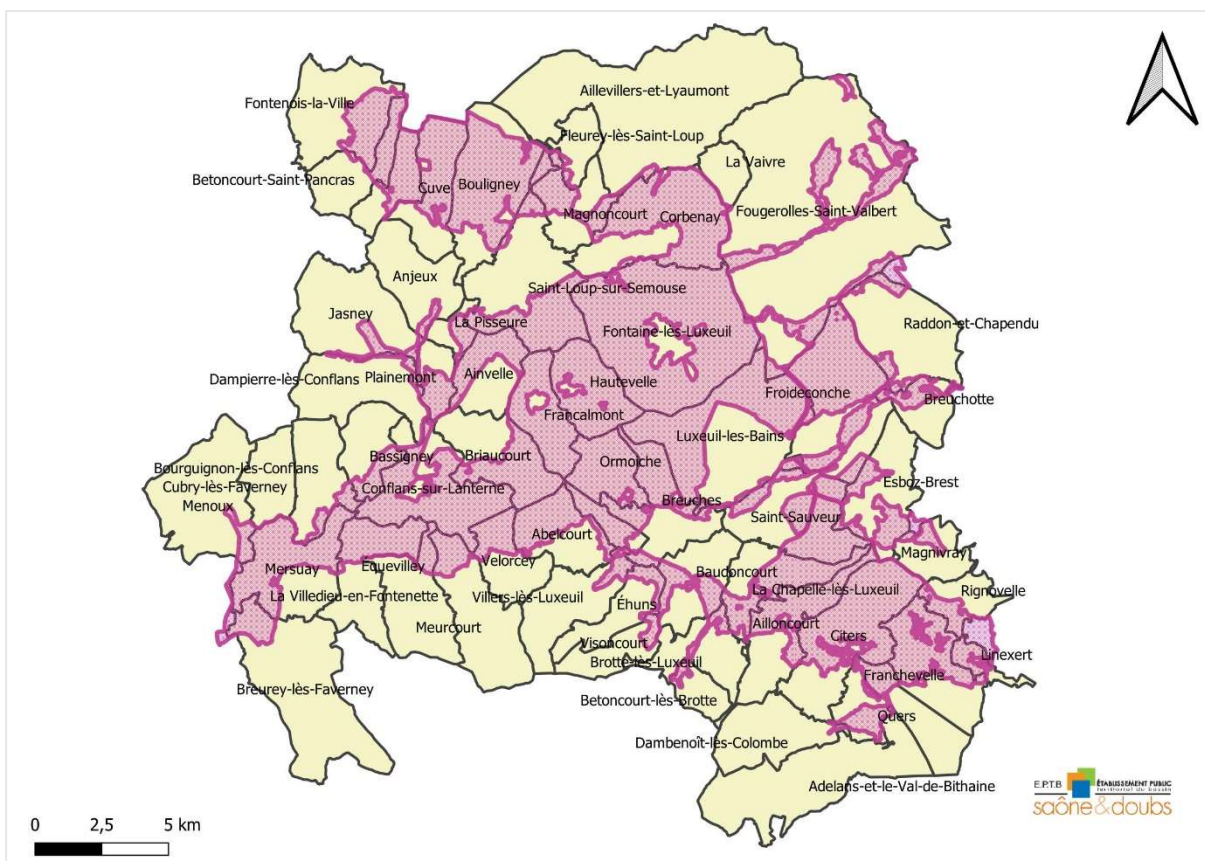 Aillevillers-et-Lyaumont
Fontenois-la-Ville
Fleurey-lès-Saint-Loup
La Vaivre
Betoncourt-Saint-Pancras
Cuve
Bouligney
Magnoncourt
Corbenay
Fougerolles-Saint-Valbert
Anjeux
Saint-Loup-sur-Semouse
Jasney
La Pisseure
Fontaine-lès-Luxeuil
Raddon-et-Chapendu
Dampierre-lès-Conflans
Plainemont
Ainvelle
Hautevelle
Froideconche
Breuchotte
Francalmont
Luxeuil-les-Bains
Bourguignon-lès-Conflans
Bassigney
Briaucourt
Ormoiche
Cubry-lès-Faverney
Conflans-sur-Lanterne
Esboz-Brest
Menoux
Breuches
Saint-Sauveur
Abelcourt
Magnivray
Mersuay
Équevilley
Velorcey
Baudoncourt
La Chapelle-lès-Luxeuil
Rignovelle
La Villedieu-en-Fontenette
Villers-lès-Luxeuil
Éhuns
Ailloncourt
Meurcourt
Visoncourt
Citers
Linexert
Brotte-lès-Luxeuil
Franchevelle
Breurey-lès-Faverney
Betoncourt-lès-Brotte
Quers
Dambenoît-lès-Colombe
Adelans-et-le-Val-de-Bithaine
E.P.T.B ÉTABLISSEMENT PUBLIC
territorial du bassin
saône&doubs
0 2,5 5 km